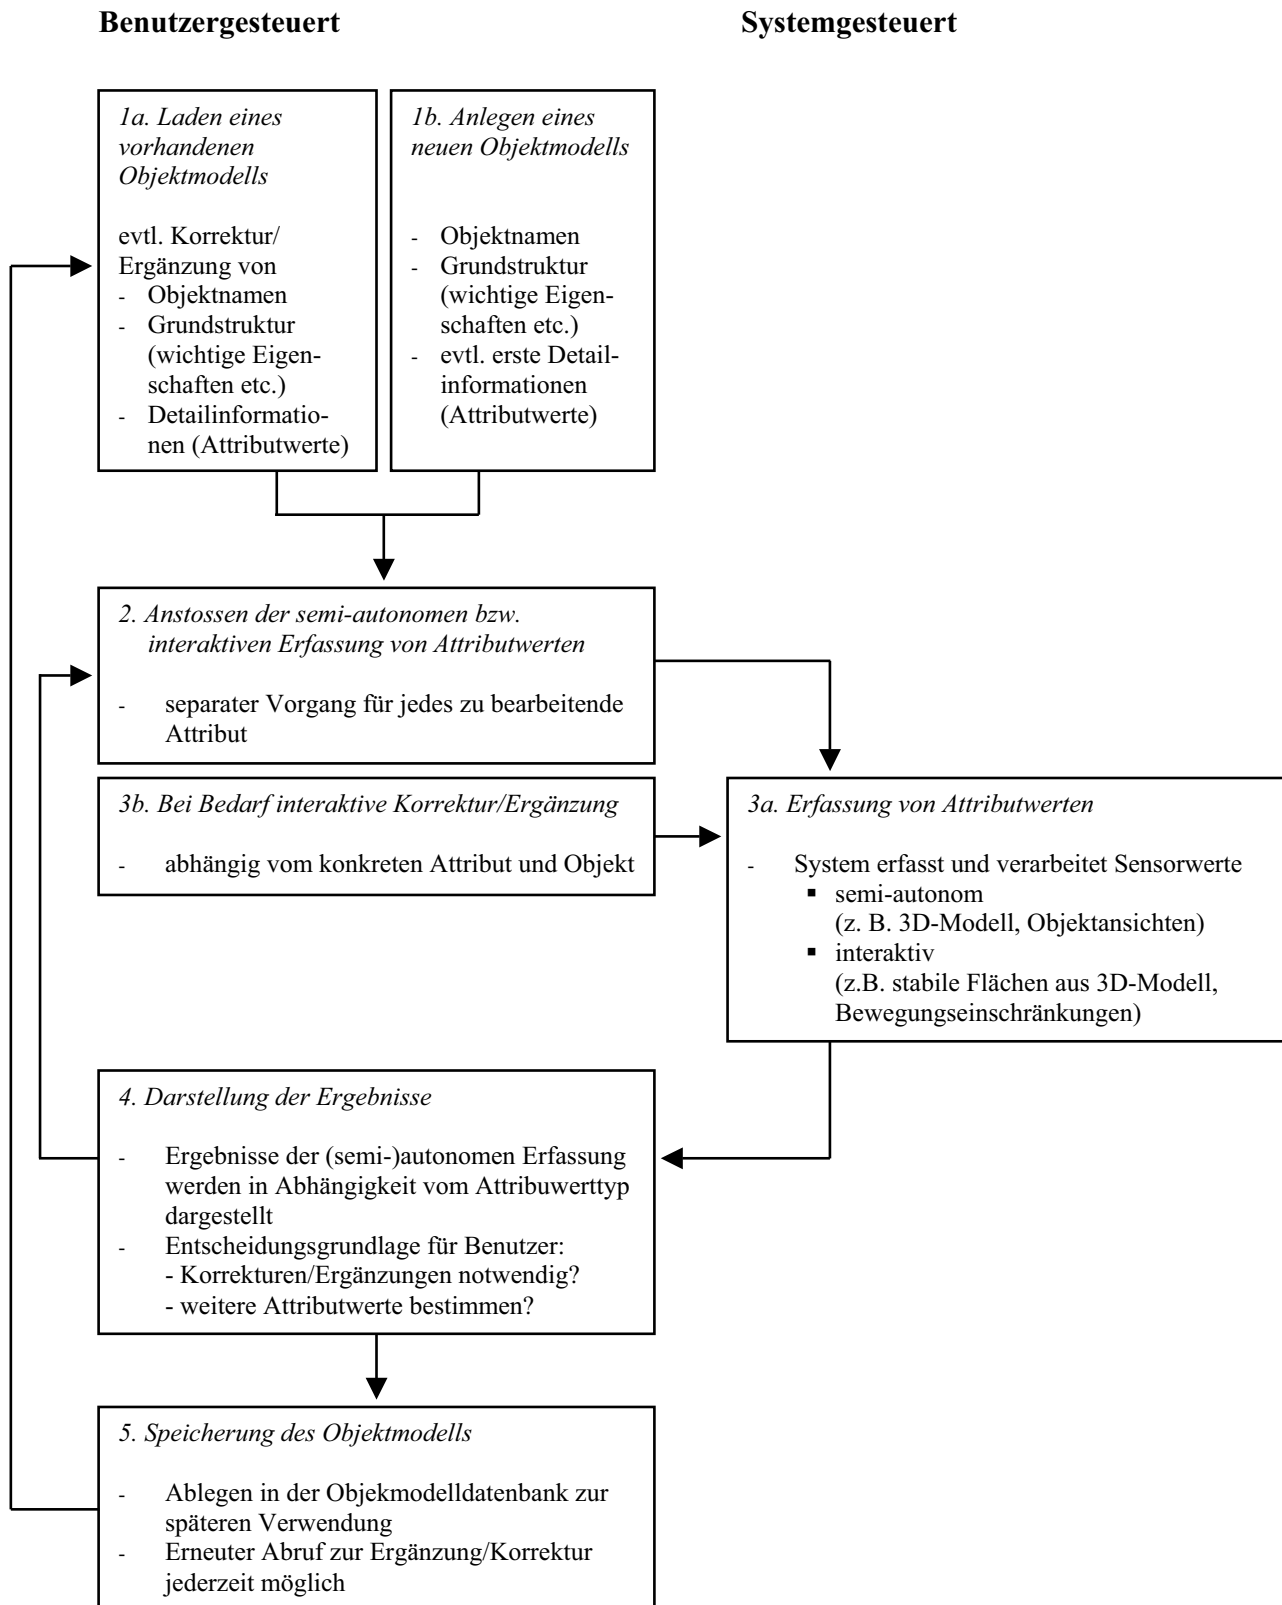 Benutzergesteuert
Systemgesteuert
1a. Laden eines
vorhandenen
Objektmodells
evtl. Korrektur/
Ergänzung von
- Objektnamen
- Grundstruktur
(wichtige Eigen-
schaften etc.)
- Detailinformatio-
nen (Attributwerte)
1b. Anlegen eines
neuen Objektmodells
- Objektnamen
- Grundstruktur
(wichtige Eigen-
schaften etc.)
- evtl. erste Detail-
informationen
(Attributwerte)
2. Anstossen der semi-autonomen bzw.
interaktiven Erfassung von Attributwerten
- separater Vorgang für jedes zu bearbeitende
Attribut
3b. Bei Bedarf interaktive Korrektur/Ergänzung
- abhängig vom konkreten Attribut und Objekt
3a. Erfassung von Attributwerten
- System erfasst und verarbeitet Sensorwerte
▪ semi-autonom
(z. B. 3D-Modell, Objektansichten)
▪ interaktiv
(z.B. stabile Flächen aus 3D-Modell,
Bewegungseinschränkungen)
4. Darstellung der Ergebnisse
- Ergebnisse der (semi-)autonomen Erfassung
werden in Abhängigkeit vom Attribuwerttyp
dargestellt
- Entscheidungsgrundlage für Benutzer:
- Korrekturen/Ergänzungen notwendig?
- weitere Attributwerte bestimmen?
5. Speicherung des Objektmodells
- Ablegen in der Objekmodelldatenbank zur
späteren Verwendung
- Erneuter Abruf zur Ergänzung/Korrektur
jederzeit möglich